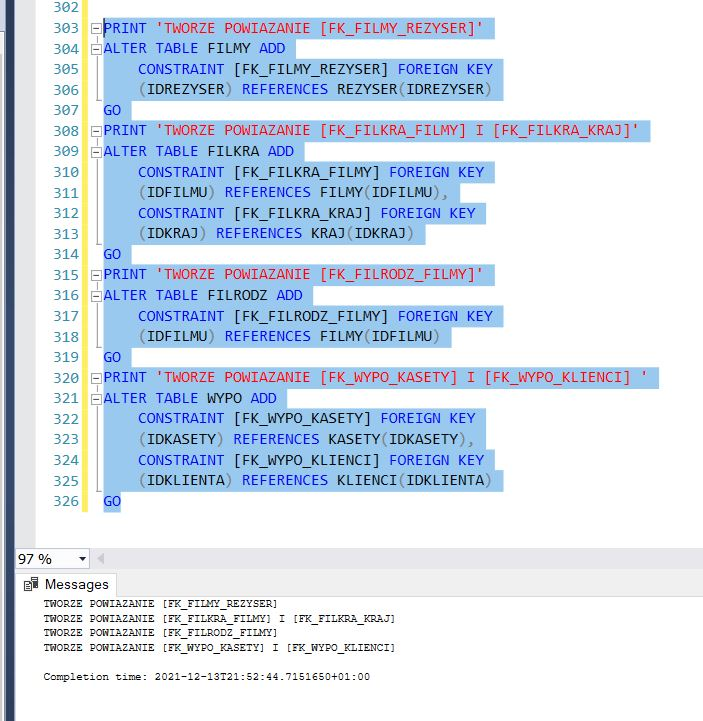 302
303 PRINT 'TWORZE POWIAZANIE [FK_FILMY_REZYSER]'
304 ALTER TABLE FILMY ADD
305 CONSTRAINT [FK_FILMY_REZYSER] FOREIGN KEY
306 (IDREZYSER) REFERENCES REZYSER(IDREZYSER)
307 GO
308 PRINT 'TWORZE POWIAZANIE [FK_FILKRA_FILMY] I [FK_FILKRA_KRAJ]'
309 ALTER TABLE FILKRA ADD
310 CONSTRAINT [FK_FILKRA_FILMY] FOREIGN KEY
311 (IDFILMU) REFERENCES FILMY(IDFILMU),
312 CONSTRAINT [FK_FILKRA_KRAJ] FOREIGN KEY
313 (IDKRAJ) REFERENCES KRAJ(IDKRAJ)
314 GO
315 PRINT 'TWORZE POWIAZANIE [FK_FILRODZ_FILMY]'
316 ALTER TABLE FILRODZ ADD
317 CONSTRAINT [FK_FILRODZ_FILMY] FOREIGN KEY
318 (IDFILMU) REFERENCES FILMY(IDFILMU)
319 GO
320 PRINT 'TWORZE POWIAZANIE [FK_WYPO_KASETY] I [FK_WYPO_KLIENCI] '
321 ALTER TABLE WYPO ADD
322 CONSTRAINT [FK_WYPO_KASETY] FOREIGN KEY
323 (IDKASETY) REFERENCES KASETY(IDKASETY),
324 CONSTRAINT [FK_WYPO_KLIENCI] FOREIGN KEY
325 (IDKLIENTA) REFERENCES KLIENCI(IDKLIENTA)
326 GO
97 %
Messages
TWORZE POWIAZANIE [FK_FILMY_REZYSER]
TWORZE POWIAZANIE [FK_FILKRA_FILMY] I [FK_FILKRA_KRAJ]
TWORZE POWIAZANIE [FK_FILRODZ_FILMY]
TWORZE POWIAZANIE [FK_WYPO_KASETY] I [FK_WYPO_KLIENCI]
Completion time: 2021-12-13T21:52:44.7151650+01:00